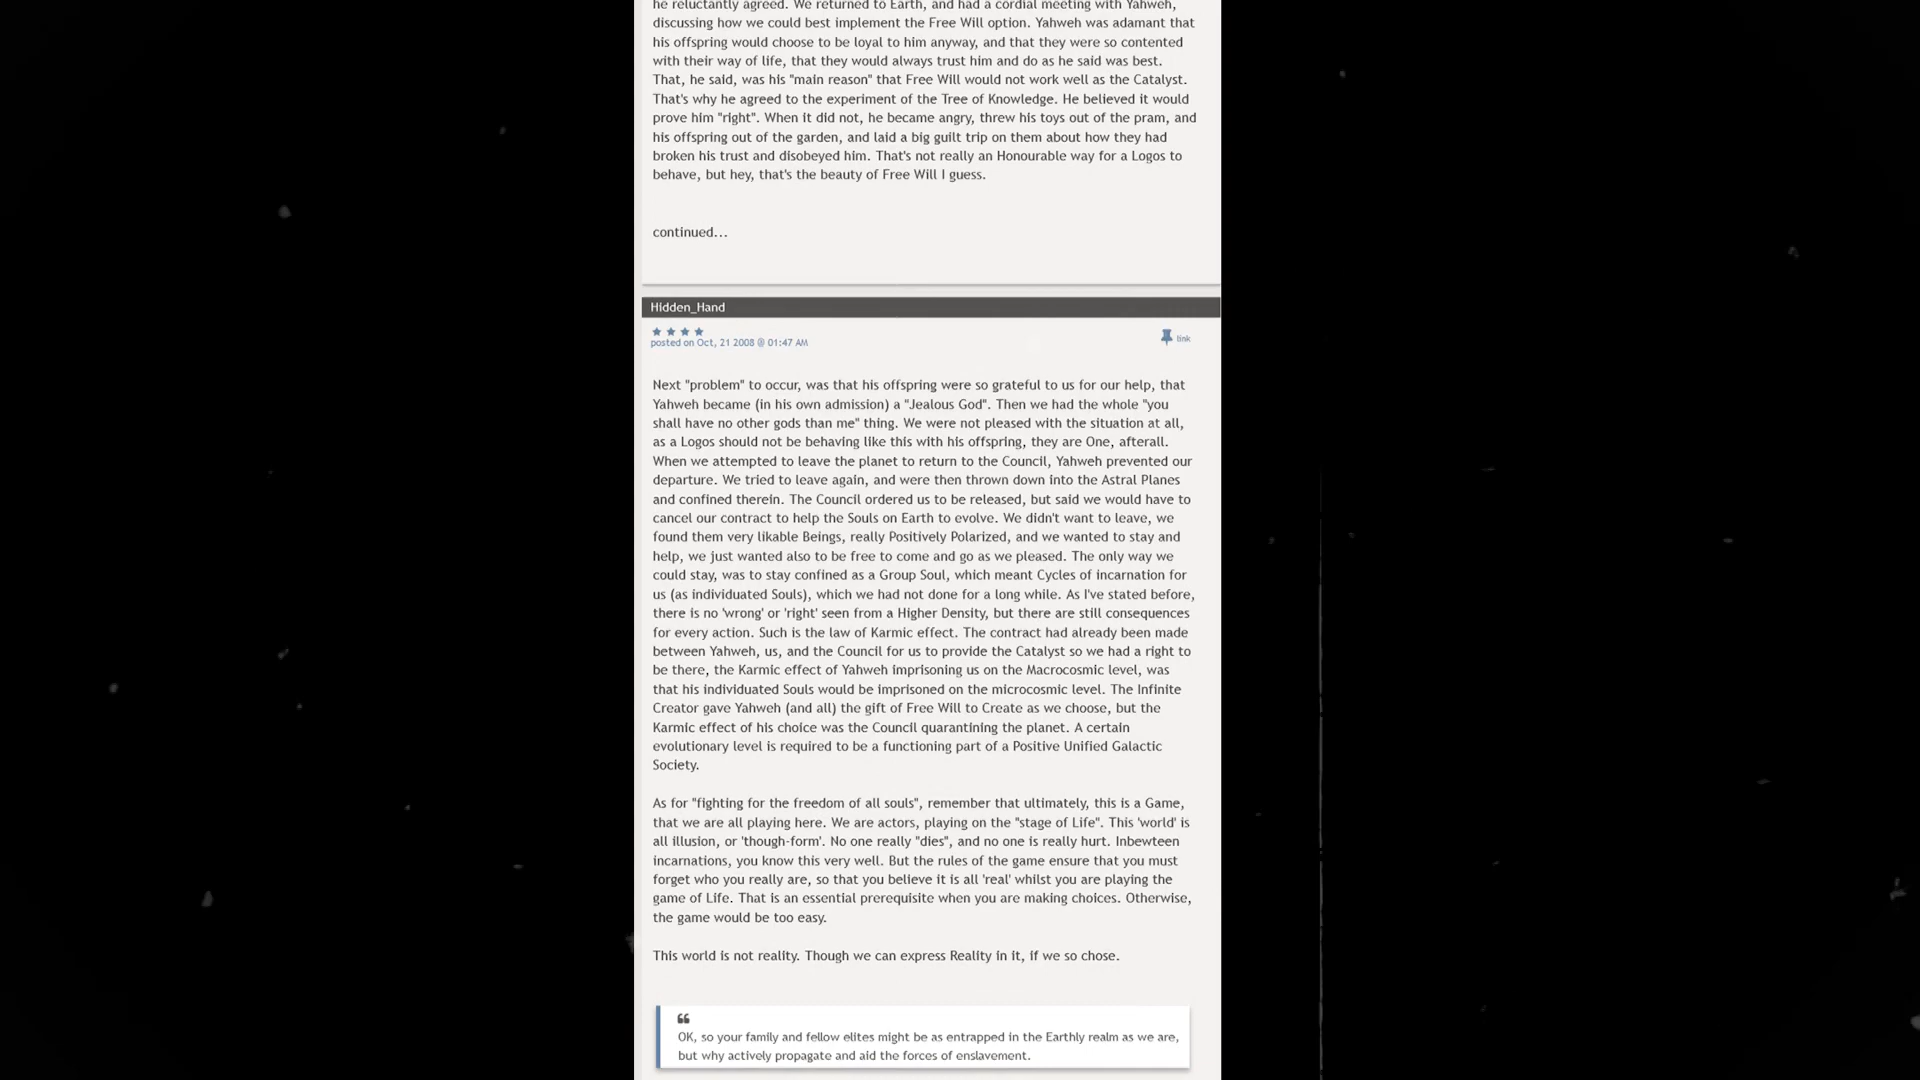 he reluctantly agreed. We returned to Earth, and had a cordial meeting with Yahweh,
discussing how we could best implement the Free Will option. Yahweh was adamant that
his offspring would choose to be loyal to him anyway, and that they were so contented
with their way of life, that they would always trust him and do as he said was best.
That, he said, was his "main reason" that Free Will would not work well as the Catalyst.
That's why he agreed to the experiment of the Tree of Knowledge. He believed it would
prove him "right". When it did not, he became angry, threw his toys out of the pram, and
his offspring out of the garden, and laid a big guilt trip on them about how they had
broken his trust and disobeyed him. That's not really an Honourable way for a Logos to
behave, but hey, that's the beauty of Free Will I guess.
continued...
Hidden_Hand
posted on Oct, 21 2008 @ 01:47 AM
link
Next "problem" to occur, was that his offspring were so grateful to us for our help, that
Yahweh became (in his own admission) a "Jealous God". Then we had the whole "you
shall have no other gods than me" thing. We were not pleased with the situation at all,
as a Logos should not be behaving like this with his offspring, they are One, afterall.
When we attempted to leave the planet to return to the Council, Yahweh prevented our
departure. We tried to leave again, and were then thrown down into the Astral Planes
and confined therein. The Council ordered us to be released, but said we would have to
cancel our contract to help the Souls on Earth to evolve. We didn't want to leave, we
found them very likable Beings, really Positively Polarized, and we wanted to stay and
help, we just wanted also to be free to come and go as we pleased. The only way we
could stay, was to stay confined as a Group Soul, which meant Cycles of incarnation for
us (as individuated Souls), which we had not done for a long while. As I've stated before,
there is no 'wrong' or 'right' seen from a Higher Density, but there are still consequences
for every action. Such is the law of Karmic effect. The contract had already been made
between Yahweh, us, and the Council for us to provide the Catalyst so we had a right to
be there, the Karmic effect of Yahweh imprisoning us on the Macrocosmic level, was
that his individuated Souls would be imprisoned on the microcosmic level. The Infinite
Creator gave Yahweh (and all) the gift of Free Will to Create as we choose, but the
Karmic effect of his choice was the Council quarantining the planet. A certain
evolutionary level is required to be a functioning part of a Positive Unified Galactic
Society.
As for "fighting for the freedom of all souls", remember that ultimately, this is a Game,
that we are all playing here. We are actors, playing on the "stage of Life". This 'world' is
all illusion, or 'though-form'. No one really "dies", and no one is really hurt. Inbewteen
incarnations, you know this very well. But the rules of the game ensure that you must
forget who you really are, so that you believe it is all 'real' whilst you are playing the
game of Life. That is an essential prerequisite when you are making choices. Otherwise,
the game would be too easy.
This world is not reality. Though we can express Reality in it, if we so chose.
OK, so your family and fellow elites might be as entrapped in the Earthly realm as we are,
but why actively propagate and aid the forces of enslavement.